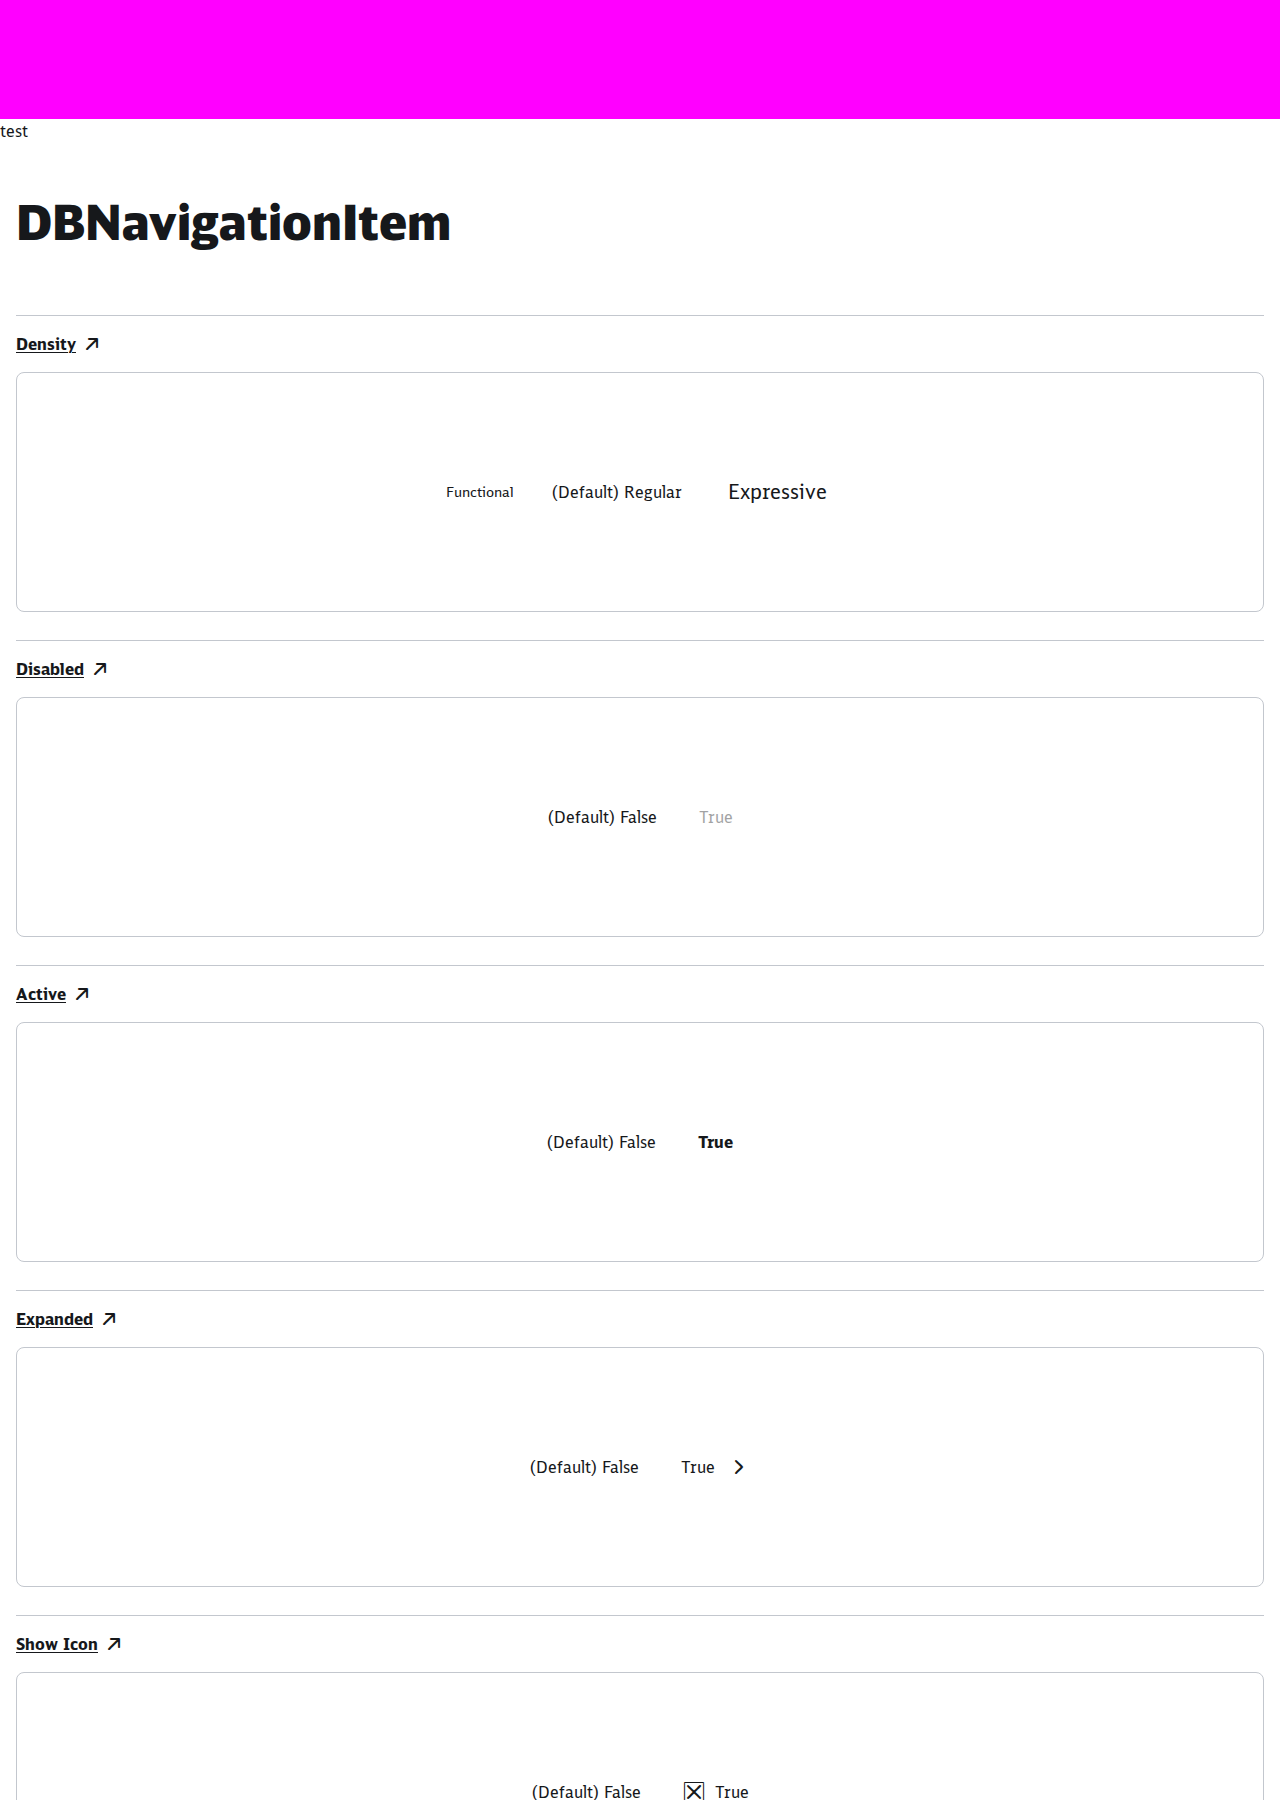 test
DBNavigationItem
Density
Functional (Default) Regular Expressive
Disabled
(Default) False True
Active
(Default) False True
Expanded
(Default) False True
Show Icon
(Default) False True